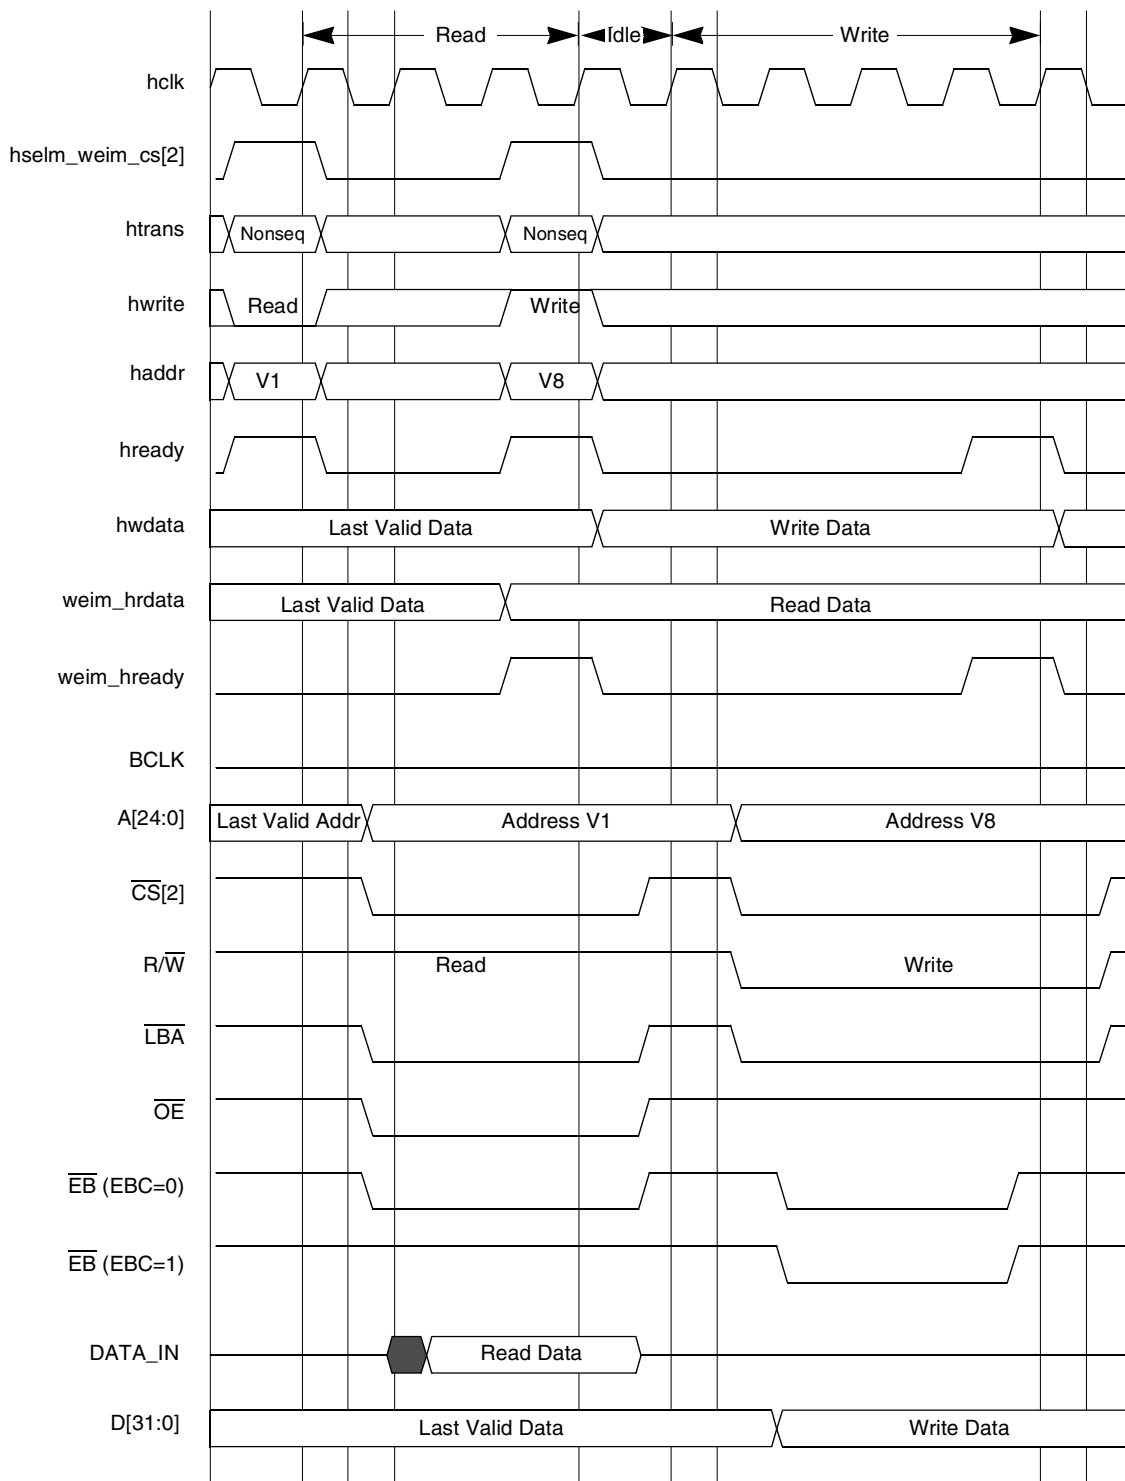 Read Idle Write
hclk
hselm_weim_cs[2]
htrans Nonseq Nonseq
hwrite Read Write
haddr V1 V8
hready
hwdata Last Valid Data Write Data
weim_hrdata Last Valid Data Read Data
weim_hready
BCLK
A[24:0] Last Valid Addr Address V1 Address V8
CS[2]
R/W Read Write
LBA
OE
EB (EBC=0)
EB (EBC=1)
DATA_IN Read Data
D[31:0] Last Valid Data Write Data